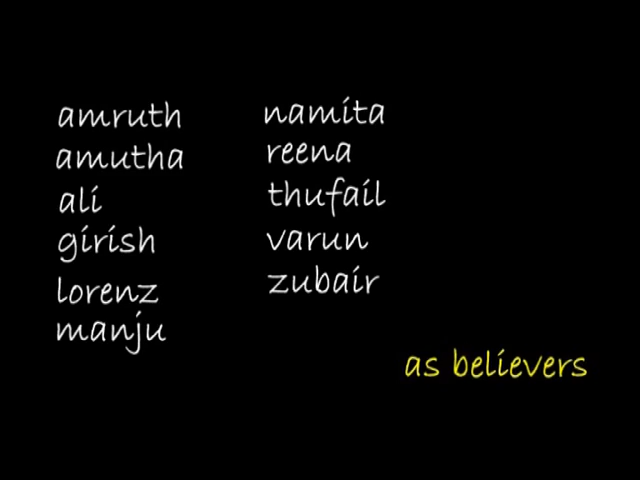 amruth
amutha
ali
girish
lorenz
manju
namita
reena
thufail
varun
zubair
as believers